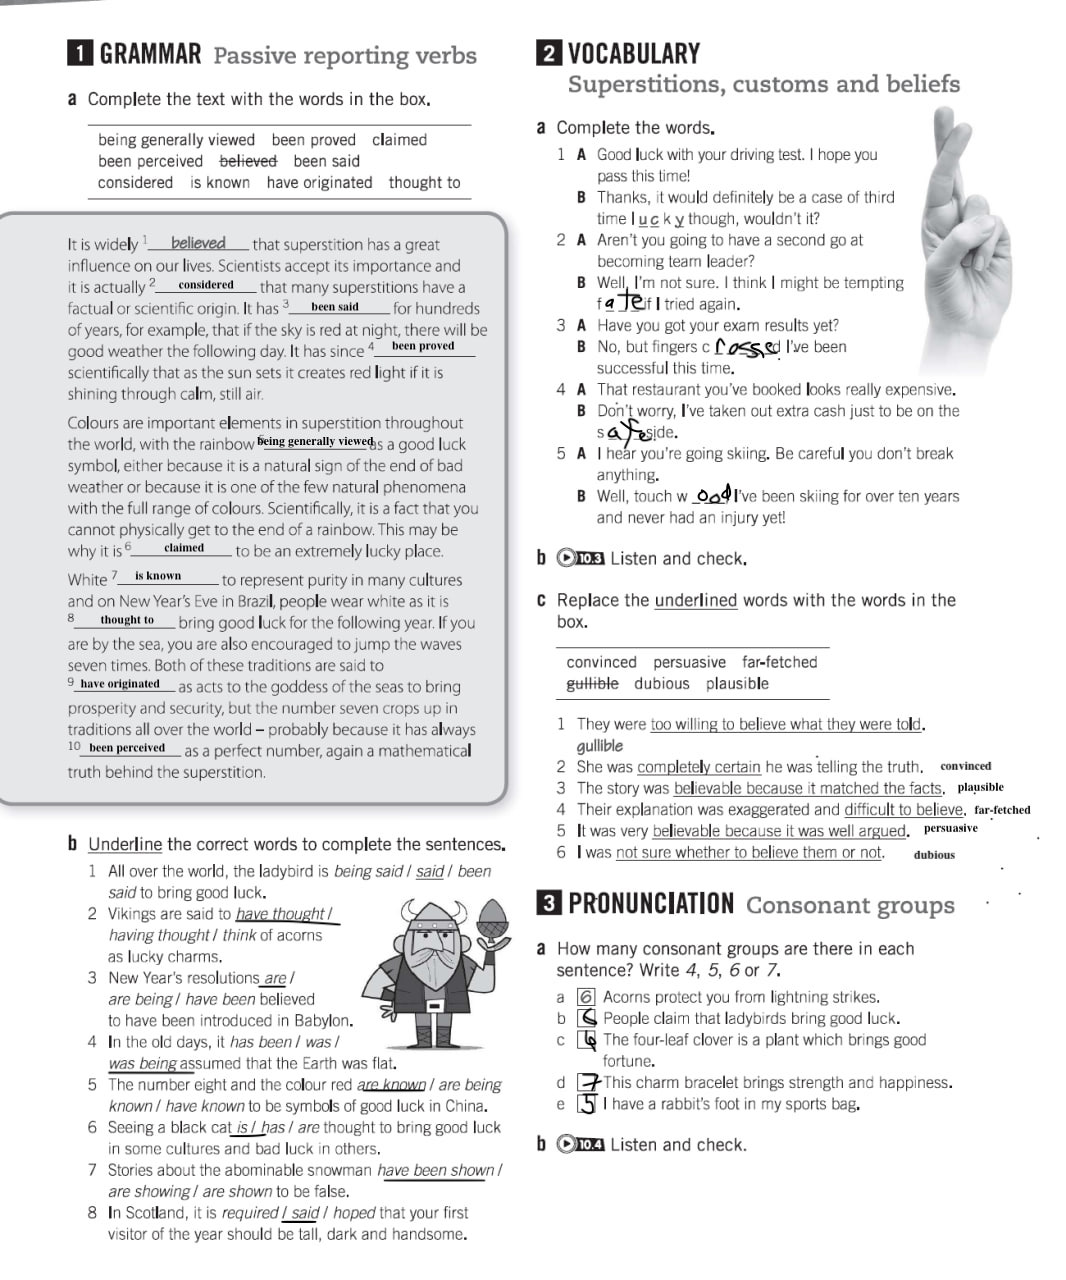 1 GRAMMAR Passive reporting verbs
a Complete the text with the words in the box.
being generally viewed been proved claimed
been perceived believed been said
considered is known have originated thought to
It is widely 1 believed that superstition has a great
influence on our lives. Scientists accept its importance and
it is actually 2 considered that many superstitions have a
factual or scientific origin. It has 3 been said for hundreds
of years, for example, that if the sky is red at night, there will be
good weather the following day. It has since 4 been proved
scientifically that as the sun sets it creates red light if it is
shining through calm, still air.
Colours are important elements in superstition throughout
the world, with the rainbow being generally viewed as a good luck
symbol, either because it is a natural sign of the end of bad
weather or because it is one of the few natural phenomena
with the full range of colours. Scientifically, it is a fact that you
cannot physically get to the end of a rainbow. This may be
why it is 6 claimed to be an extremely lucky place.
White 7 is known to represent purity in many cultures
and on New Year's Eve in Brazil, people wear white as it is
8 thought to bring good luck for the following year. If you
are by the sea, you are also encouraged to jump the waves
seven times. Both of these traditions are said to
9 have originated as acts to the goddess of the seas to bring
prosperity and security, but the number seven crops up in
traditions all over the world – probably because it has always
10 been perceived as a perfect number, again a mathematical
truth behind the superstition.
b Underline the correct words to complete the sentences.
1 All over the world, the ladybird is being said / said / been
said to bring good luck.
2 Vikings are said to have thought /
having thought / think of acorns
as lucky charms.
3 New Year's resolutions are /
are being / have been believed
to have been introduced in Babylon.
4 In the old days, it has been / was /
was being assumed that the Earth was flat.
5 The number eight and the colour red are known / are being
known / have known to be symbols of good luck in China.
6 Seeing a black cat is / has / are thought to bring good luck
in some cultures and bad luck in others.
7 Stories about the abominable snowman have been shown /
are showing / are shown to be false.
8 In Scotland, it is required / said / hoped that your first
visitor of the year should be tall, dark and handsome.
2 VOCABULARY
Superstitions, customs and beliefs
a Complete the words.
1 A Good luck with your driving test. I hope you
pass this time!
B Thanks, it would definitely be a case of third
time l u c k y though, wouldn't it?
2 A Aren't you going to have a second go at
becoming team leader?
B Well, I'm not sure. I think I might be tempting
f a t e if I tried again.
3 A Have you got your exam results yet?
B No, but fingers c rossed I've been
successful this time.
4 A That restaurant you've booked looks really expensive.
B Don't worry, I've taken out extra cash just to be on the
s a f e side.
5 A I hear you're going skiing. Be careful you don't break
anything.
B Well, touch w ood I've been skiing for over ten years
and never had an injury yet!
b 10.3 Listen and check.
c Replace the underlined words with the words in the
box.
convinced persuasive far-fetched
gullible dubious plausible
1 They were too willing to believe what they were told.
gullible
2 She was completely certain he was telling the truth. convinced
3 The story was believable because it matched the facts. plausible
4 Their explanation was exaggerated and difficult to believe. far-fetched
5 It was very believable because it was well argued. persuasive
6 I was not sure whether to believe them or not. dubious
3 PRONUNCIATION Consonant groups
a How many consonant groups are there in each
sentence? Write 4, 5, 6 or 7.
a 6 Acorns protect you from lightning strikes.
b People claim that ladybirds bring good luck.
c The four-leaf clover is a plant which brings good
fortune.
d 7 This charm bracelet brings strength and happiness.
e 5 I have a rabbit's foot in my sports bag.
b 10.4 Listen and check.